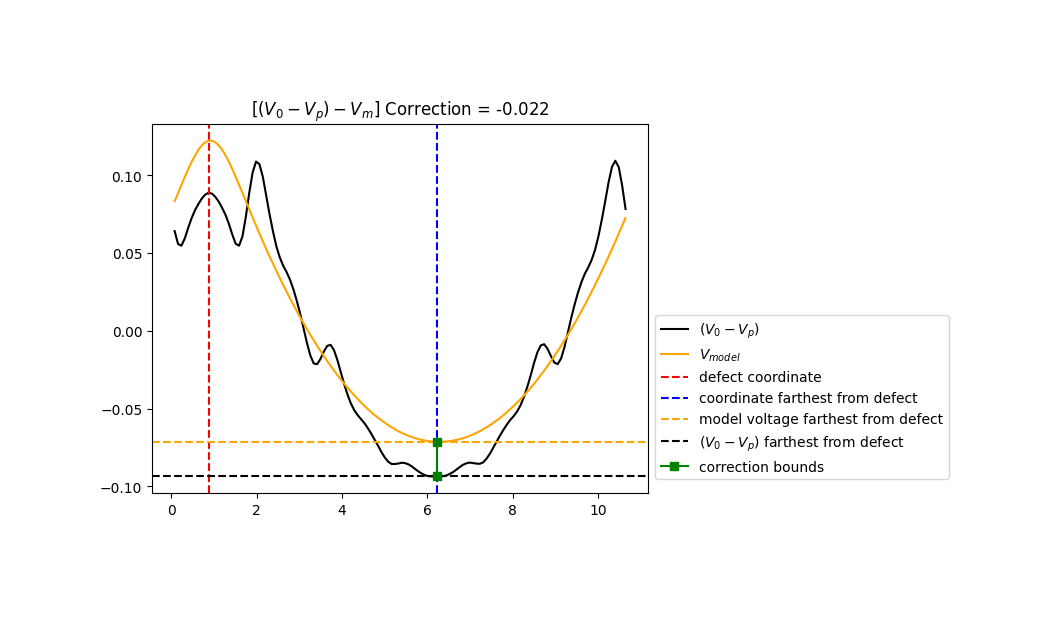 [(V₀ − Vₚ) − Vₘ] Correction = -0.022
0.10
0.05
0.00
−0.05
−0.10
0 2 4 6 8 10
(V₀ − Vₚ)
V_model
defect coordinate
coordinate farthest from defect
model voltage farthest from defect
(V₀ − Vₚ) farthest from defect
correction bounds